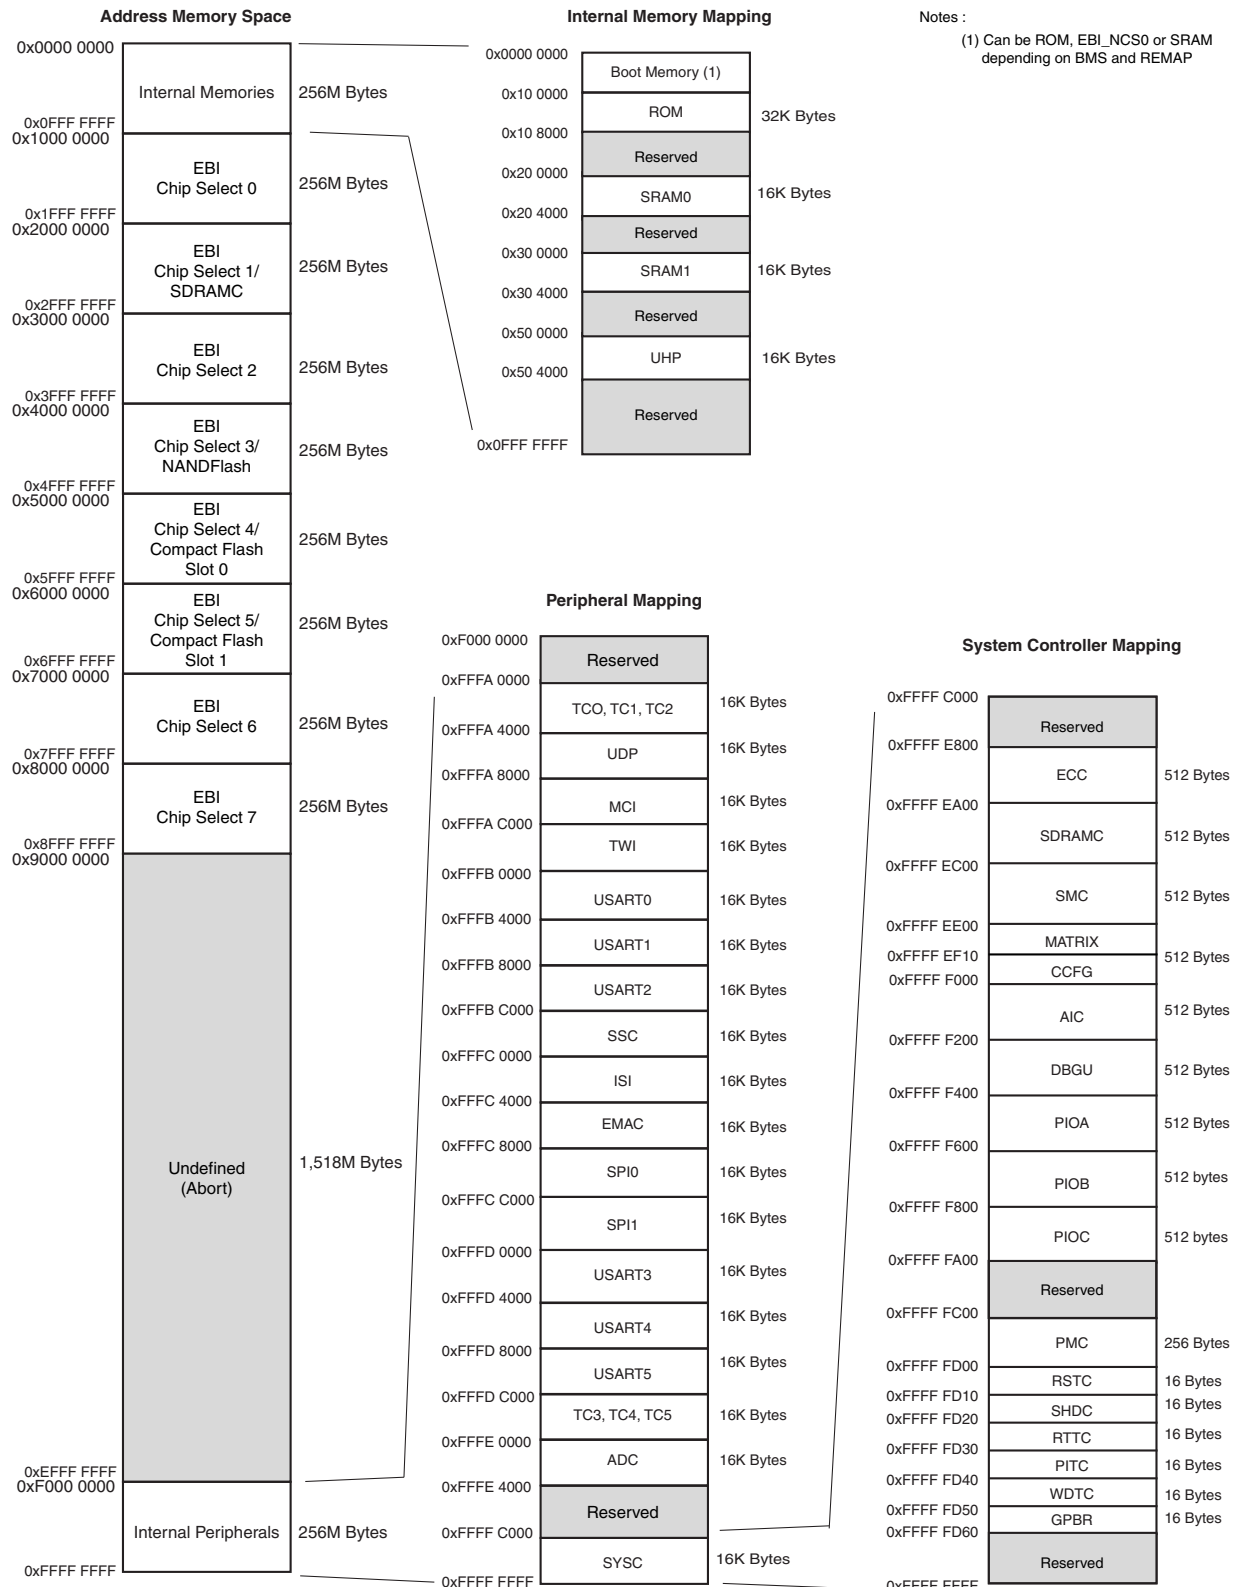 Address Memory Space
0x0000 0000
Internal Memories
256M Bytes
0x0FFF FFFF
0x1000 0000
EBI
Chip Select 0
256M Bytes
0x1FFF FFFF
0x2000 0000
EBI
Chip Select 1/
SDRAMC
256M Bytes
0x2FFF FFFF
0x3000 0000
EBI
Chip Select 2
256M Bytes
0x3FFF FFFF
0x4000 0000
EBI
Chip Select 3/
NANDFlash
256M Bytes
0x4FFF FFFF
0x5000 0000
EBI
Chip Select 4/
Compact Flash
Slot 0
256M Bytes
0x5FFF FFFF
0x6000 0000
EBI
Chip Select 5/
Compact Flash
Slot 1
256M Bytes
0x6FFF FFFF
0x7000 0000
EBI
Chip Select 6
256M Bytes
0x7FFF FFFF
0x8000 0000
EBI
Chip Select 7
256M Bytes
0x8FFF FFFF
0x9000 0000
Undefined
(Abort)
1,518M Bytes
0xEFFF FFFF
0xF000 0000
Internal Peripherals
256M Bytes
0xFFFF FFFF
Internal Memory Mapping
0x0000 0000
Boot Memory (1)
0x10 0000
ROM
32K Bytes
0x10 8000
Reserved
0x20 0000
SRAM0
16K Bytes
0x20 4000
Reserved
0x30 0000
SRAM1
16K Bytes
0x30 4000
Reserved
0x50 0000
UHP
16K Bytes
0x50 4000
Reserved
0x0FFF FFFF
Notes :
(1) Can be ROM, EBI_NCS0 or SRAM
depending on BMS and REMAP
Peripheral Mapping
0xF000 0000
Reserved
0xFFFA 0000
TCO, TC1, TC2
16K Bytes
0xFFFA 4000
UDP
16K Bytes
0xFFFA 8000
MCI
16K Bytes
0xFFFA C000
TWI
16K Bytes
0xFFFB 0000
USART0
16K Bytes
0xFFFB 4000
USART1
16K Bytes
0xFFFB 8000
USART2
16K Bytes
0xFFFB C000
SSC
16K Bytes
0xFFFC 0000
ISI
16K Bytes
0xFFFC 4000
EMAC
16K Bytes
0xFFFC 8000
SPI0
16K Bytes
0xFFFC C000
SPI1
16K Bytes
0xFFFD 0000
USART3
16K Bytes
0xFFFD 4000
USART4
16K Bytes
0xFFFD 8000
USART5
16K Bytes
0xFFFD C000
TC3, TC4, TC5
16K Bytes
0xFFFE 0000
ADC
16K Bytes
0xFFFE 4000
Reserved
0xFFFF C000
SYSC
16K Bytes
0xFFFF FFFF
System Controller Mapping
0xFFFF C000
Reserved
0xFFFF E800
ECC
512 Bytes
0xFFFF EA00
SDRAMC
512 Bytes
0xFFFF EC00
SMC
512 Bytes
0xFFFF EE00
MATRIX
0xFFFF EF10
512 Bytes
CCFG
0xFFFF F000
AIC
512 Bytes
0xFFFF F200
DBGU
512 Bytes
0xFFFF F400
PIOA
512 Bytes
0xFFFF F600
PIOB
512 bytes
0xFFFF F800
PIOC
512 bytes
0xFFFF FA00
Reserved
0xFFFF FC00
PMC
256 Bytes
0xFFFF FD00
RSTC
16 Bytes
0xFFFF FD10
SHDC
16 Bytes
0xFFFF FD20
RTTC
16 Bytes
0xFFFF FD30
PITC
16 Bytes
0xFFFF FD40
WDTC
16 Bytes
0xFFFF FD50
GPBR
16 Bytes
0xFFFF FD60
Reserved
0xFFFF FFFF